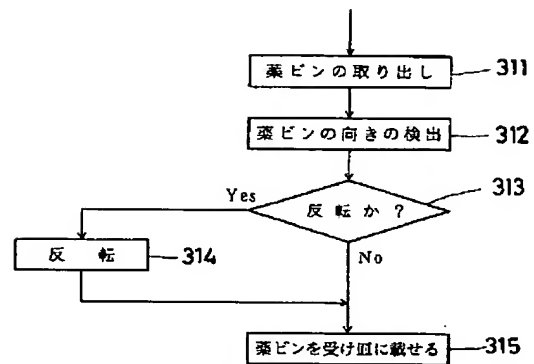 薬ビンの取り出し 311
薬ビンの向きの検出 312
反転か? 313
Yes
No
反転 314
薬ビンを受け皿に載せる 315